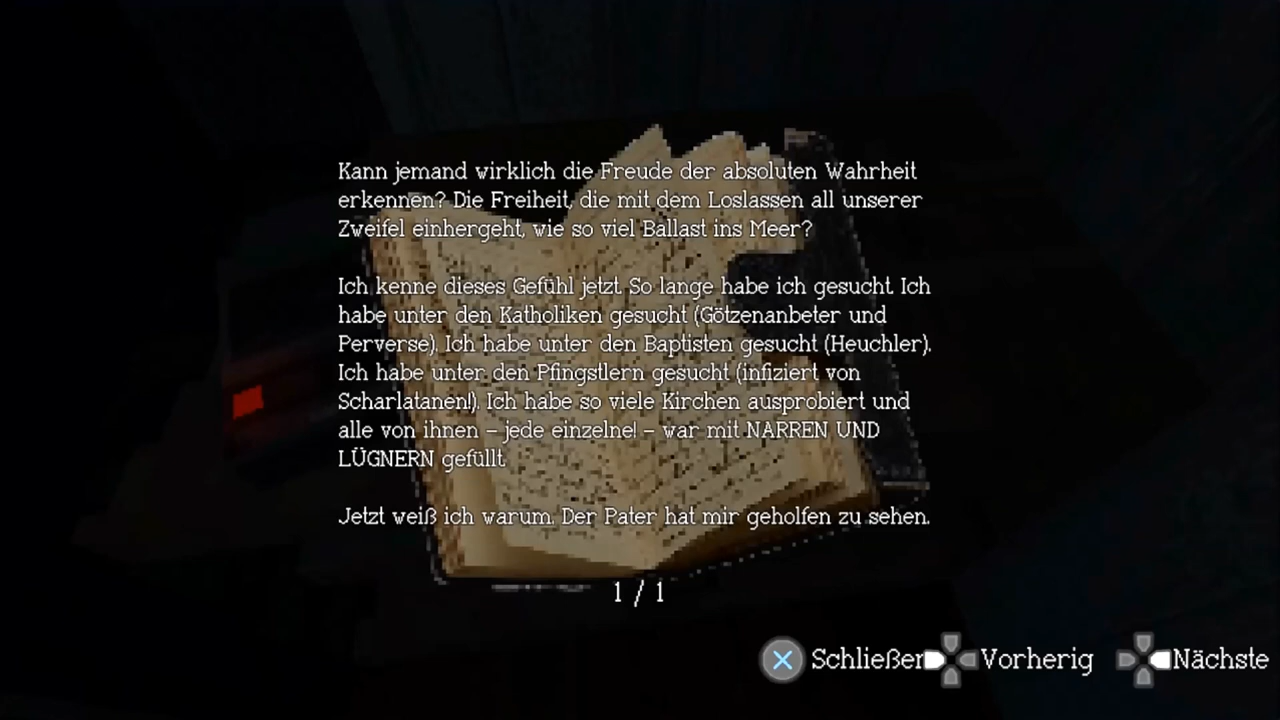 Kann jemand wirklich die Freude der absoluten Wahrheit
erkennen? Die Freiheit, die mit dem Loslassen all unserer
Zweifel einhergeht, wie so viel Ballast ins Meer?
Ich kenne dieses Gefühl jetzt. So lange habe ich gesucht. Ich
habe unter den Katholiken gesucht (Götzenanbeter und
Perverse). Ich habe unter den Baptisten gesucht (Heuchler).
Ich habe unter den Pfingstlern gesucht (infiziert von
Scharlatanen!). Ich habe so viele Kirchen ausprobiert und
alle von ihnen – jede einzelne! – war mit NARREN UND
LÜGNERN gefüllt.
Jetzt weiß ich warum. Der Pater hat mir geholfen zu sehen.
1 / 1
Schließen Vorherig Nächste